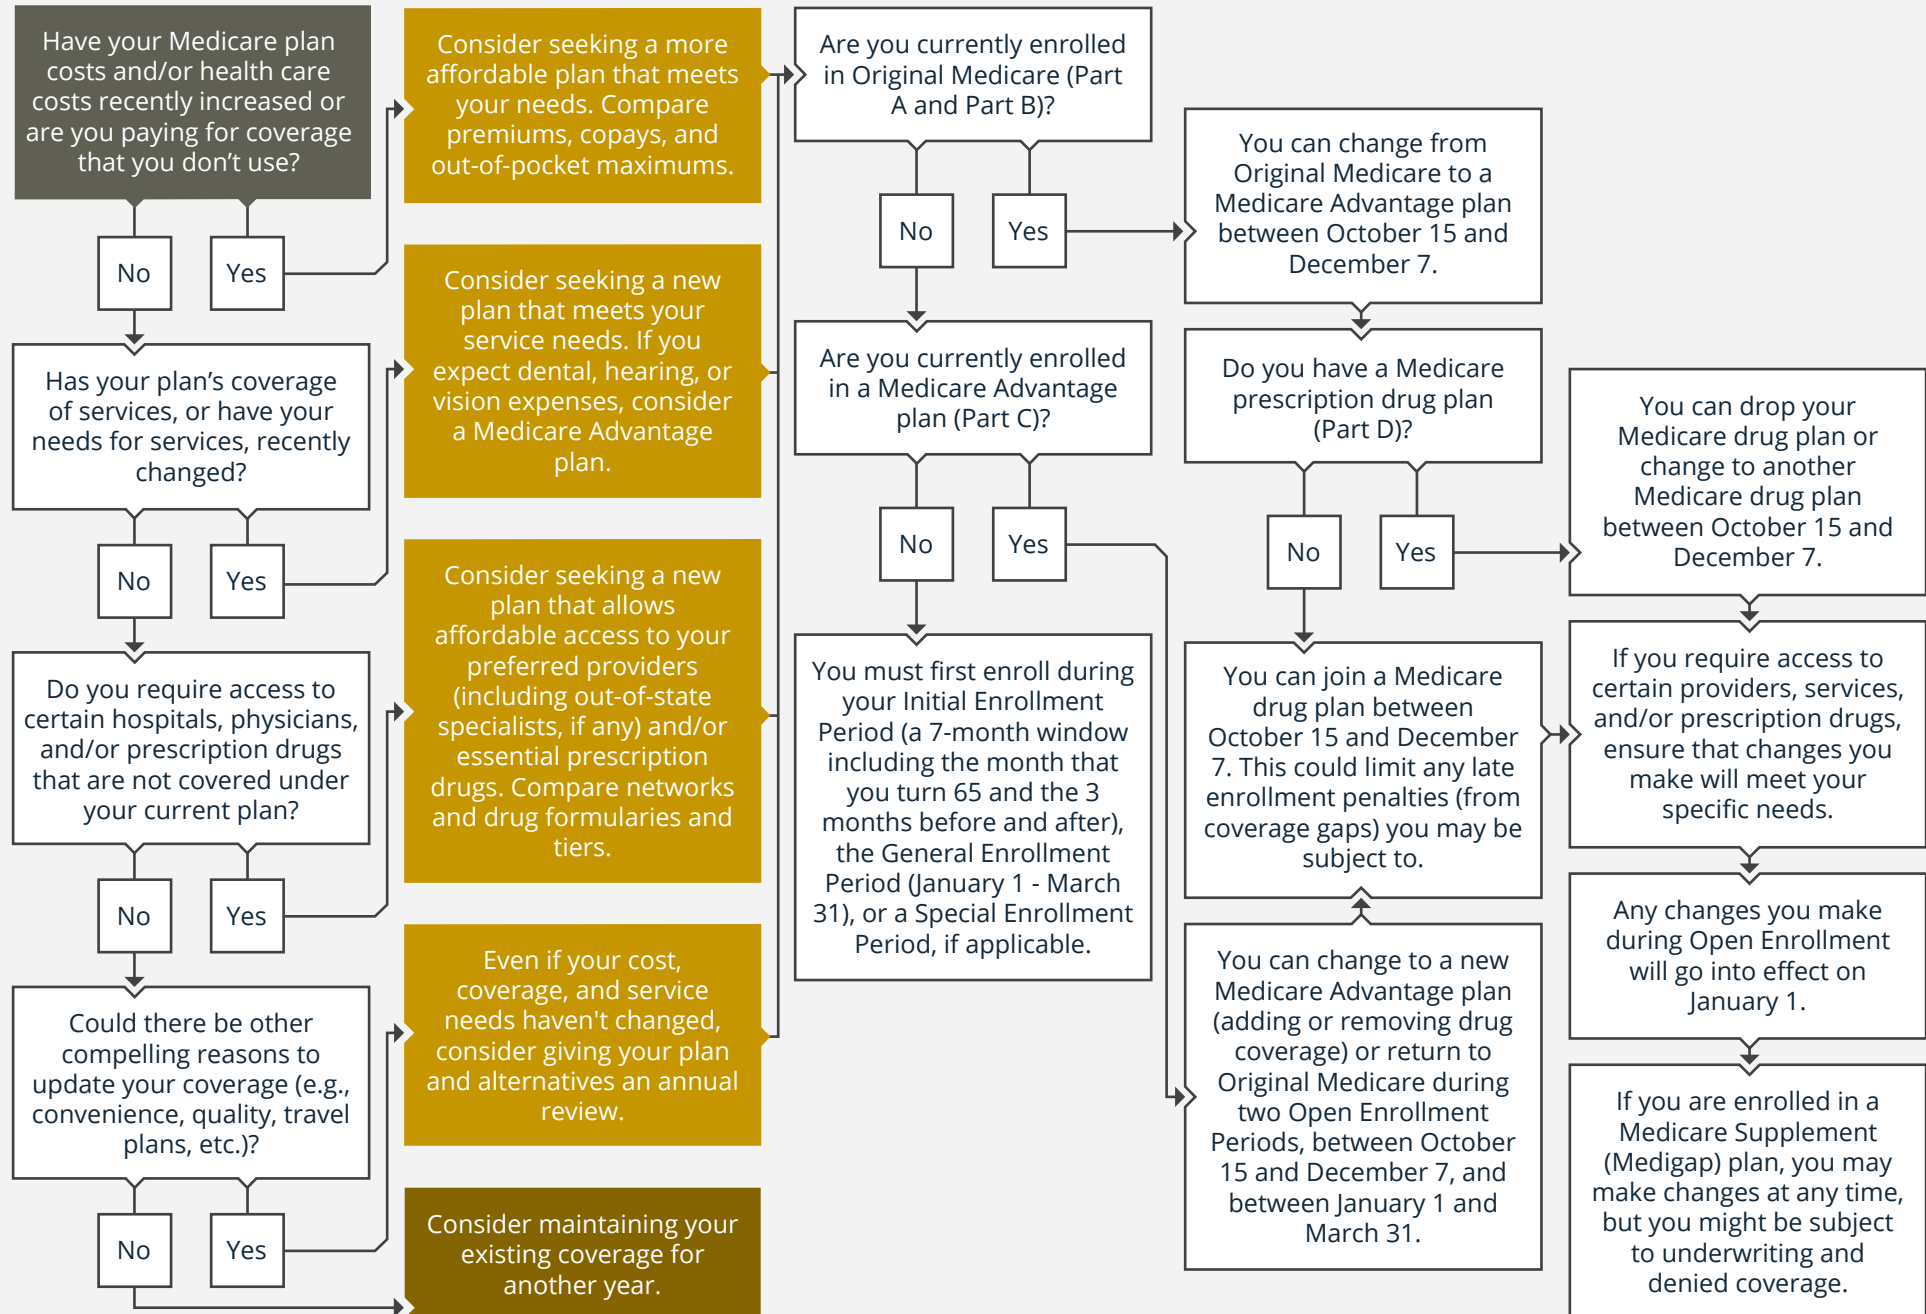 Have your Medicare plan
costs and/or health care
costs recently increased or
are you paying for coverage
that you don’t use?
No
Yes
Consider seeking a more
affordable plan that meets
your needs. Compare
premiums, copays, and
out-of-pocket maximums.
Has your plan’s coverage
of services, or have your
needs for services, recently
changed?
No
Yes
Consider seeking a new
plan that meets your
service needs. If you
expect dental, hearing, or
vision expenses, consider
a Medicare Advantage
plan.
Do you require access to
certain hospitals, physicians,
and/or prescription drugs
that are not covered under
your current plan?
No
Yes
Consider seeking a new
plan that allows
affordable access to your
preferred providers
(including out-of-state
specialists, if any) and/or
essential prescription
drugs. Compare networks
and drug formularies and
tiers.
Could there be other
compelling reasons to
update your coverage (e.g.,
convenience, quality, travel
plans, etc.)?
No
Yes
Even if your cost,
coverage, and service
needs haven't changed,
consider giving your plan
and alternatives an annual
review.
Consider maintaining your
existing coverage for
another year.
Are you currently enrolled
in Original Medicare (Part
A and Part B)?
No
Yes
Are you currently enrolled
in a Medicare Advantage
plan (Part C)?
No
Yes
You must first enroll during
your Initial Enrollment
Period (a 7-month window
including the month that
you turn 65 and the 3
months before and after),
the General Enrollment
Period (January 1 - March
31), or a Special Enrollment
Period, if applicable.
You can change from
Original Medicare to a
Medicare Advantage plan
between October 15 and
December 7.
Do you have a Medicare
prescription drug plan
(Part D)?
No
Yes
You can join a Medicare
drug plan between
October 15 and December
7. This could limit any late
enrollment penalties (from
coverage gaps) you may be
subject to.
You can change to a new
Medicare Advantage plan
(adding or removing drug
coverage) or return to
Original Medicare during
two Open Enrollment
Periods, between October
15 and December 7, and
between January 1 and
March 31.
You can drop your
Medicare drug plan or
change to another
Medicare drug plan
between October 15 and
December 7.
If you require access to
certain providers, services,
and/or prescription drugs,
ensure that changes you
make will meet your
specific needs.
Any changes you make
during Open Enrollment
will go into effect on
January 1.
If you are enrolled in a
Medicare Supplement
(Medigap) plan, you may
make changes at any time,
but you might be subject
to underwriting and
denied coverage.